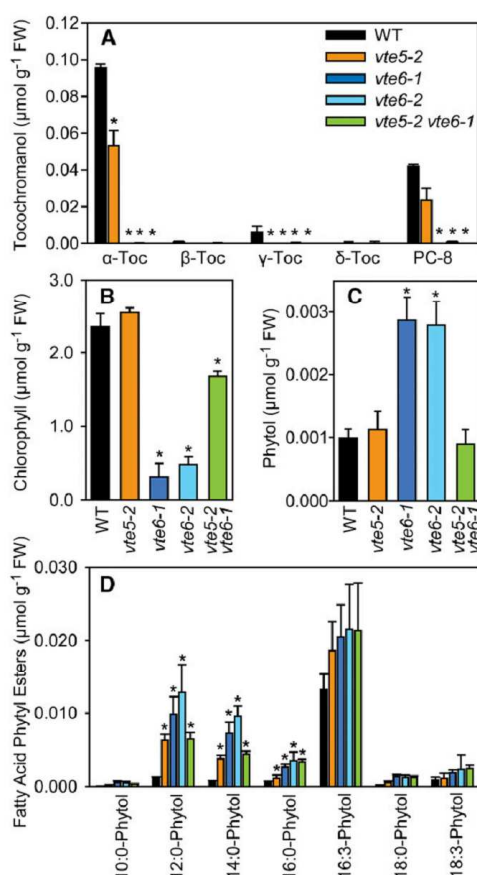 A
WT
vte5-2
vte6-1
vte6-2
vte5-2 vte6-1
Tocochromanol (μmol g⁻¹ FW)
0.12
0.10
0.08
0.06
0.04
0.02
0.00
*
* * *
* * * *
* * *
α-Toc β-Toc γ-Toc δ-Toc PC-8
B
Chlorophyll (μmol g⁻¹ FW)
3.0
2.0
1.0
0.0
*
*
*
WT
vte5-2
vte6-1
vte6-2
vte5-2
vte6-1
C
Phytol (μmol g⁻¹ FW)
0.003
0.002
0.001
0.000
*
*
WT
vte5-2
vte6-1
vte6-2
vte5-2
vte6-1
D
Fatty Acid Phytyl Esters (μmol g⁻¹ FW)
0.030
0.020
0.010
0.000
* * * *
* * * *
* * * *
10:0-Phytol
12:0-Phytol
14:0-Phytol
16:0-Phytol
16:3-Phytol
18:0-Phytol
18:3-Phytol